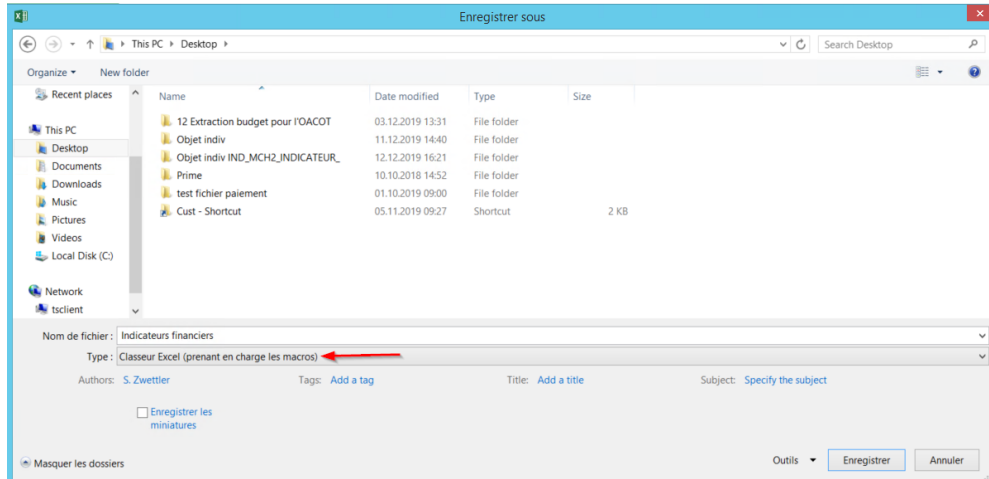 Enregistrer sous
This PC Desktop
Search Desktop
Organize New folder
Recent places
This PC
Desktop
Documents
Downloads
Music
Pictures
Videos
Local Disk (C:)
Network
tsclient
Name Date modified Type Size
12 Extraction budget pour l'OACOT 03.12.2019 13:31 File folder
Objet indiv 11.12.2019 14:40 File folder
Objet indiv IND_MCH2_INDICATEUR_ 12.12.2019 16:21 File folder
Prime 10.10.2018 14:52 File folder
test fichier paiement 01.10.2019 09:00 File folder
Cust - Shortcut 05.11.2019 09:27 Shortcut 2 KB
Nom de fichier : Indicateurs financiers
Type : Classeur Excel (prenant en charge les macros)
Authors: S. Zwettler Tags: Add a tag Title: Add a title Subject: Specify the subject
Enregistrer les
miniatures
Masquer les dossiers
Outils Enregistrer Annuler